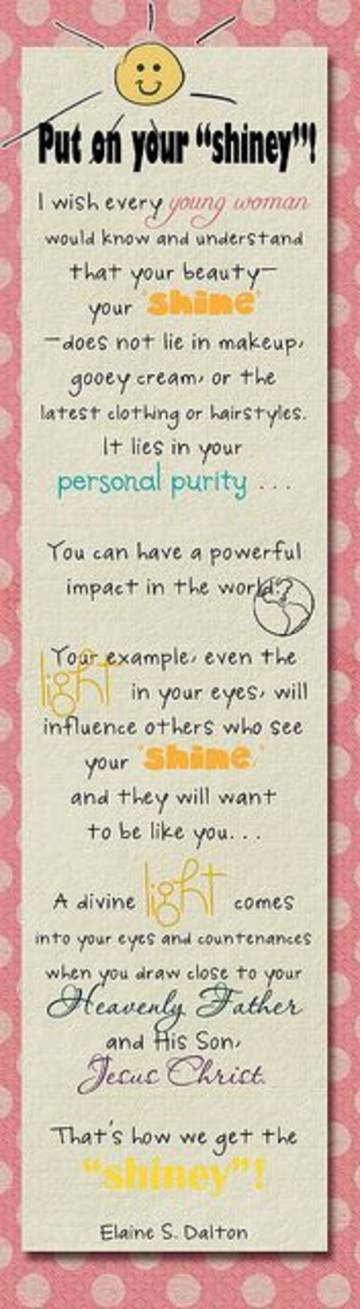 Put on your “shiney”!
I wish every young woman
would know and understand
that your beauty—
your "shine"
—does not lie in makeup,
gooey cream, or the
latest clothing or hairstyles.
It lies in your
personal purity ...
You can have a powerful
impact in the world.
Your example, even the
light in your eyes, will
influence others who see
your "shine,"
and they will want
to be like you...
A divine light comes
into your eyes and countenances
when you draw close to your
Heavenly Father
and His Son,
Jesus Christ.
That's how we get the
“shiney”!
Elaine S. Dalton